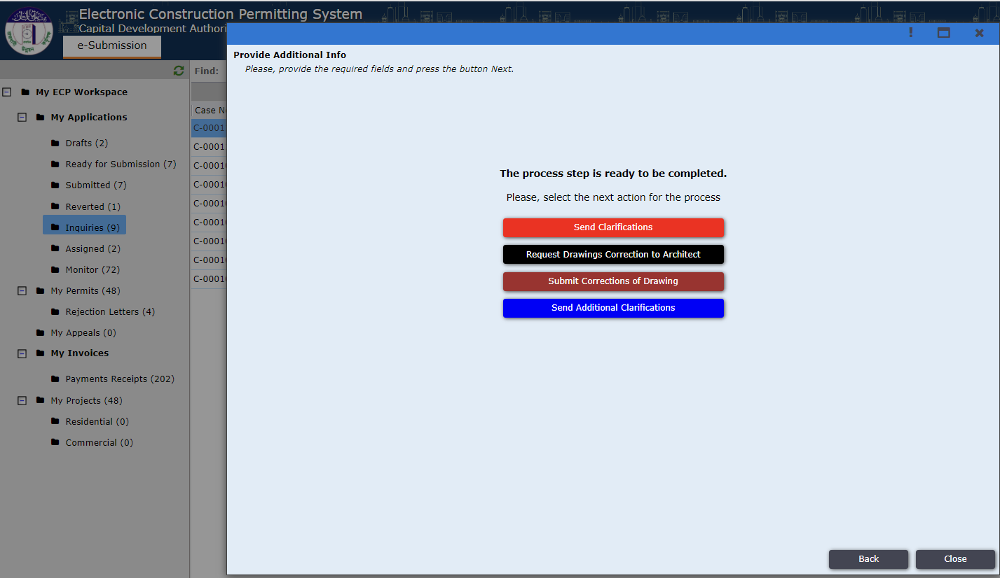 Electronic Construction Permitting System
Capital Development Authori
e-Submission
Find:
My ECP Workspace
My Applications
Drafts (2)
Ready for Submission (7)
Submitted (7)
Reverted (1)
Inquiries (9)
Assigned (2)
Monitor (72)
My Permits (48)
Rejection Letters (4)
My Appeals (0)
My Invoices
Payments Receipts (202)
My Projects (48)
Residential (0)
Commercial (0)
Case N
C-0001
C-0001
C-0001
C-0001
C-0001
C-0001
C-0001
C-0001
C-0001
!
Provide Additional Info
Please, provide the required fields and press the button Next.
The process step is ready to be completed.
Please, select the next action for the process
Send Clarifications
Request Drawings Correction to Architect
Submit Corrections of Drawing
Send Additional Clarifications
Back
Close